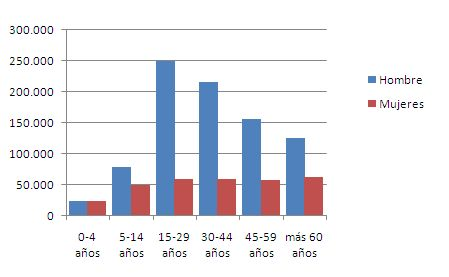 300.000
250.000
200.000
150.000
100.000
50.000
0
0-4 años
5-14 años
15-29 años
30-44 años
45-59 años
más 60 años
Hombre
Mujeres